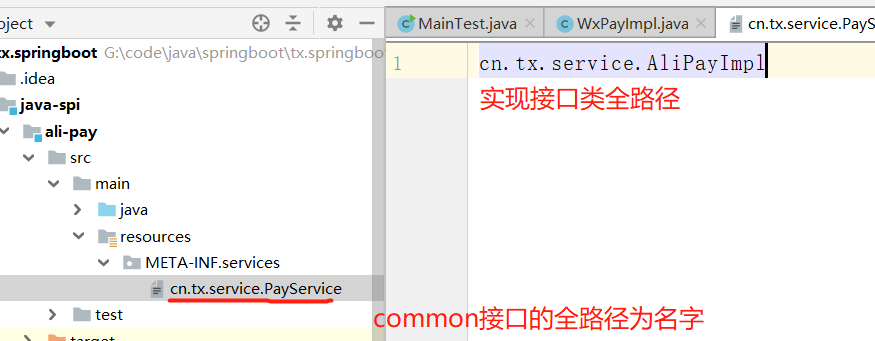 oject
MainTest.java
WxPayImpl.java
cn.tx.service.PayS
tx.springboot G:\code\java\springboot\tx.springboo
.idea
java-spi
ali-pay
src
main
java
resources
META-INF.services
cn.tx.service.PayService
test
target
1
cn.tx.service.AliPayImpl
实现接口类全路径
common接口的全路径为名字